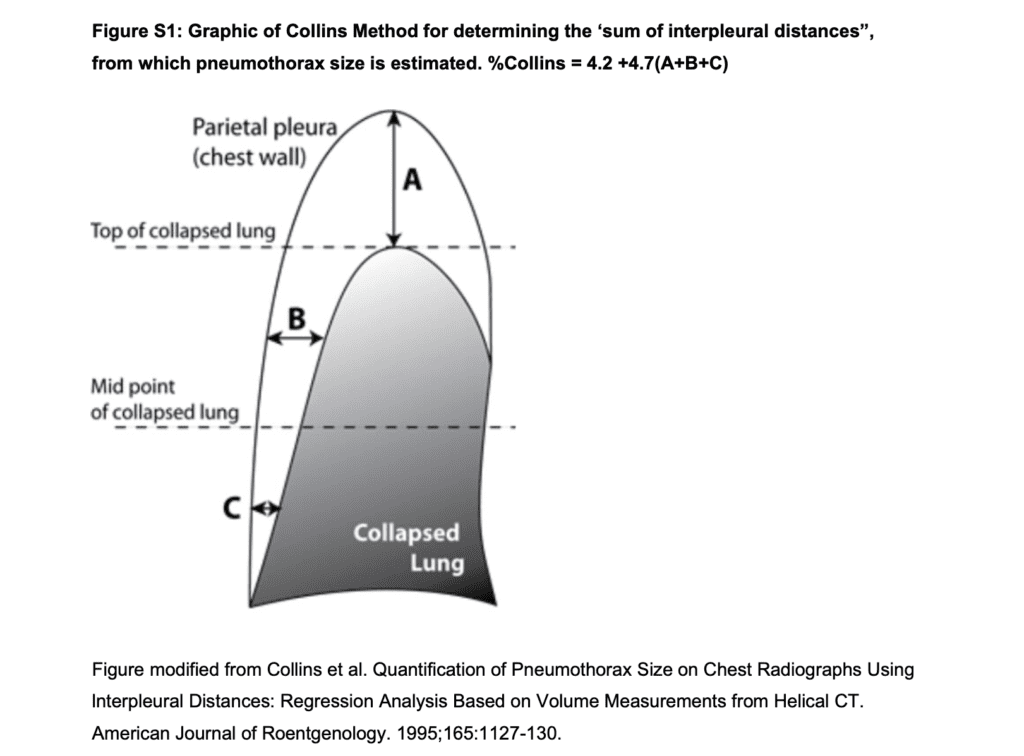 Figure S1: Graphic of Collins Method for determining the ‘sum of interpleural distances”,
from which pneumothorax size is estimated. %Collins = 4.2 +4.7(A+B+C)
Parietal pleura
(chest wall)
A
Top of collapsed lung
B
Mid point
of collapsed lung
C
Collapsed
Lung
Figure modified from Collins et al. Quantification of Pneumothorax Size on Chest Radiographs Using
Interpleural Distances: Regression Analysis Based on Volume Measurements from Helical CT.
American Journal of Roentgenology. 1995;165:1127-130.